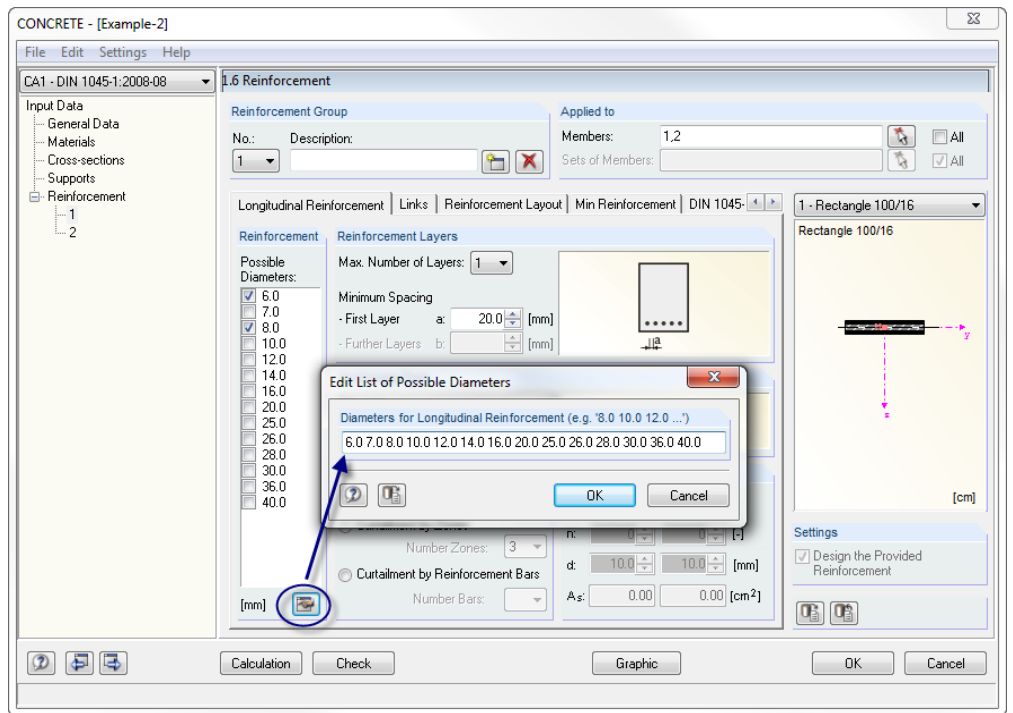 CONCRETE - [Example-2]
File Edit Settings Help
CA1 - DIN 1045-1:2008-08
1.6 Reinforcement
Input Data
General Data
Materials
Cross-sections
Supports
Reinforcement
1
2
Reinforcement Group
No.: Description:
1
Applied to
Members: 1,2 All
Sets of Members: All
Longitudinal Reinforcement Links Reinforcement Layout Min Reinforcement DIN 1045-
Reinforcement
Possible
Diameters:
6.0
7.0
8.0
10.0
12.0
14.0
16.0
20.0
25.0
26.0
28.0
30.0
36.0
40.0
[mm]
Reinforcement Layers
Max. Number of Layers: 1
Minimum Spacing
- First Layer a: 20.0 [mm]
- Further Layers b: [mm]
a
Edit List of Possible Diameters
Diameters for Longitudinal Reinforcement (e.g. '8.0 10.0 12.0 ...')
6.0 7.0 8.0 10.0 12.0 14.0 16.0 20.0 25.0 26.0 28.0 30.0 36.0 40.0
OK Cancel
Number Zones: 3
Curtailment by Reinforcement Bars
Number Bars:
n: 0 0 [-]
d: 10.0 10.0 [mm]
As: 0.00 0.00 [cm2]
1 - Rectangle 100/16
Rectangle 100/16
y
z
[cm]
Settings
Design the Provided
Reinforcement
Calculation Check Graphic OK Cancel